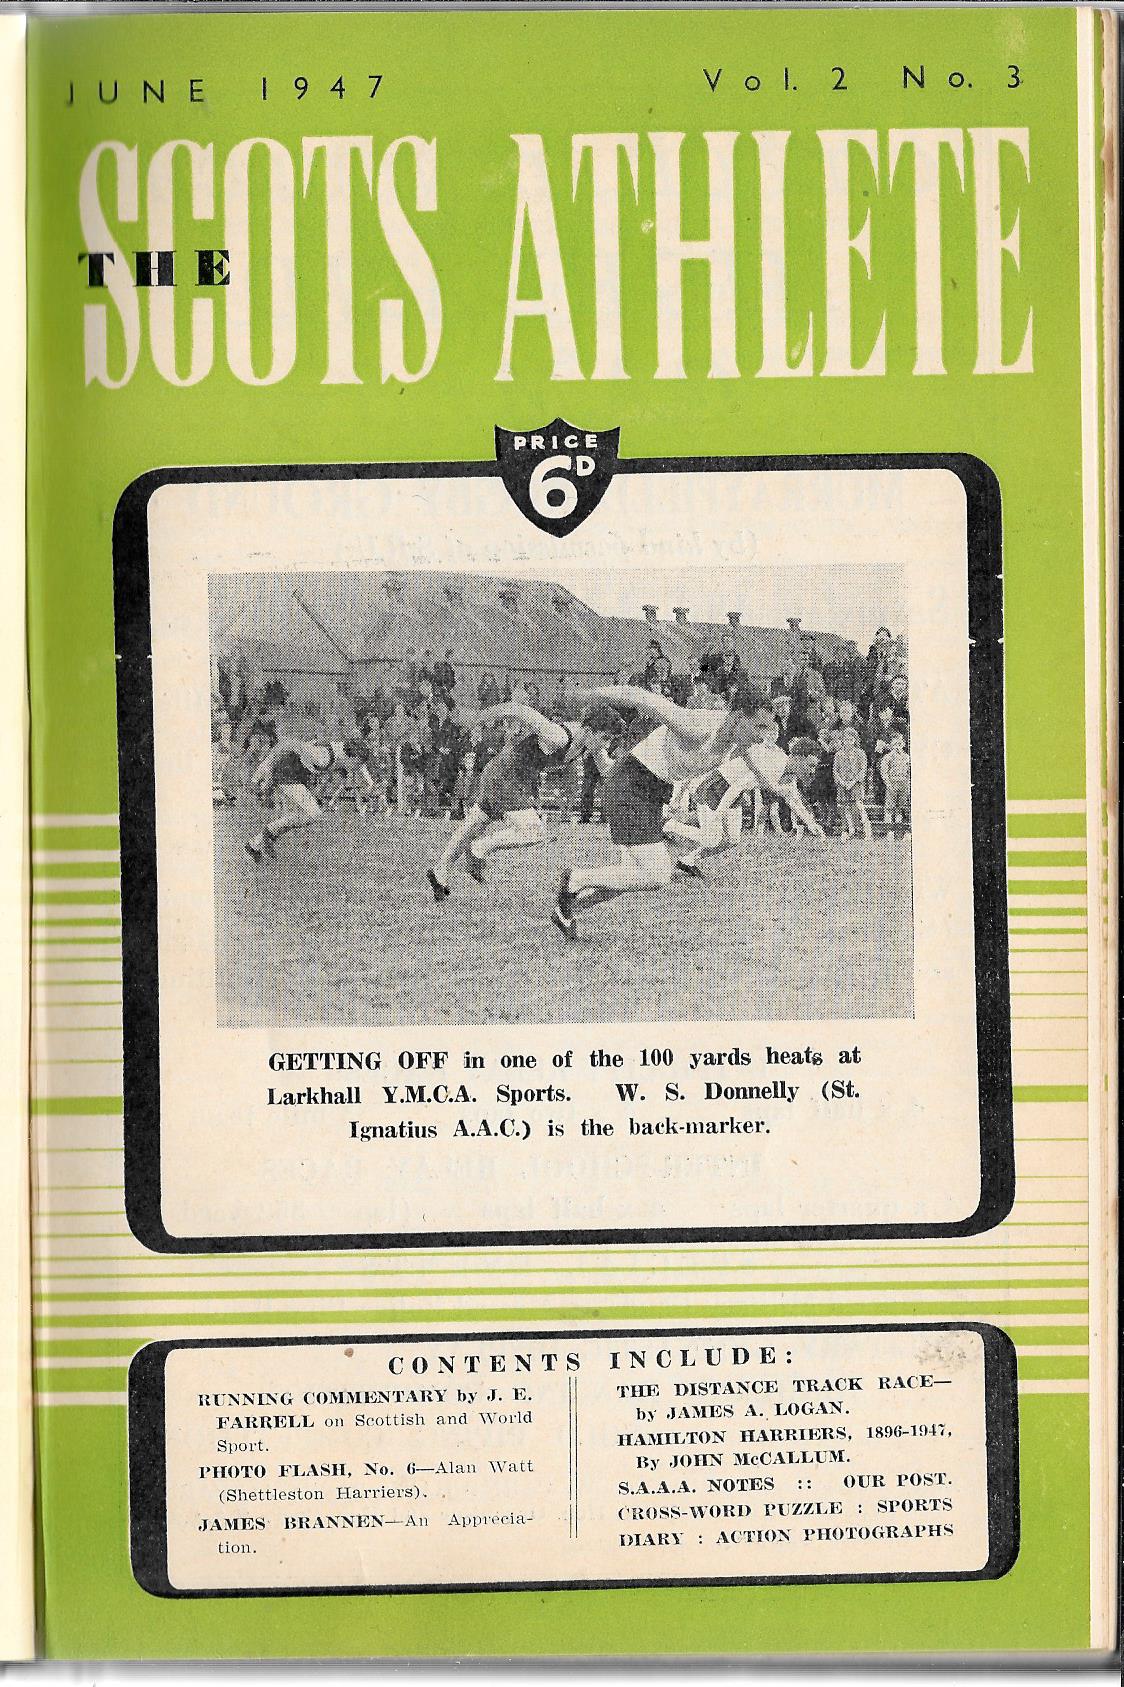 JUNE 1947
Vol. 2 No. 3
THE
SCOTS ATHLETE
PRICE
6D
GETTING OFF in one of the 100 yards heats at
Larkhall Y.M.C.A. Sports. W. S. Donnelly (St.
Ignatius A.A.C.) is the back-marker.
CONTENTS INCLUDE:
RUNNING COMMENTARY by J. E.
FARRELL on Scottish and World
Sport.
PHOTO FLASH, No. 6—Alan Watt
(Shettleston Harriers).
JAMES BRANNEN—An Apprecia-
tion.
THE DISTANCE TRACK RACE—
by JAMES A. LOGAN.
HAMILTON HARRIERS, 1896-1947,
By JOHN McCALLUM.
S.A.A.A. NOTES :: OUR POST.
CROSS-WORD PUZZLE : SPORTS
DIARY : ACTION PHOTOGRAPHS